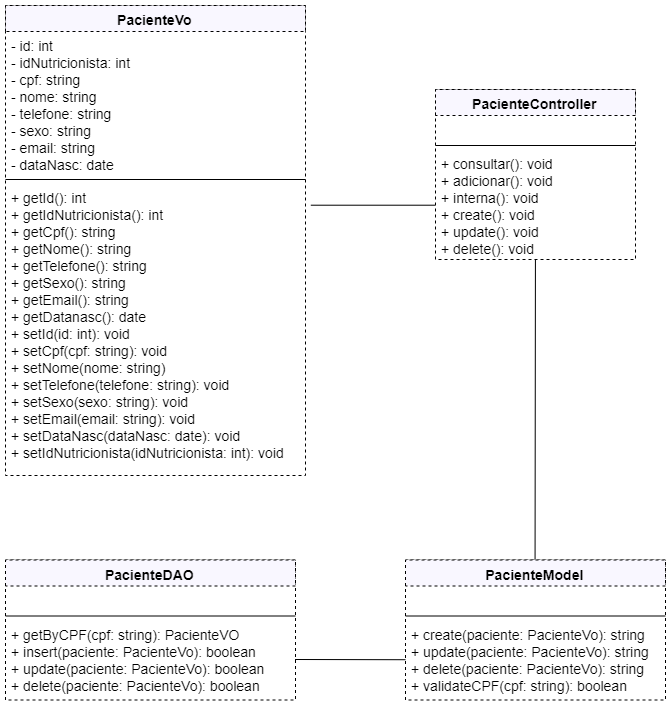 PacienteVo
- id: int
- idNutricionista: int
- cpf: string
- nome: string
- telefone: string
- sexo: string
- email: string
- dataNasc: date
+ getId(): int
+ getIdNutricionista(): int
+ getCpf(): string
+ getNome(): string
+ getTelefone(): string
+ getSexo(): string
+ getEmail(): string
+ getDatanasc(): date
+ setId(id: int): void
+ setCpf(cpf: string): void
+ setNome(nome: string)
+ setTelefone(telefone: string): void
+ setSexo(sexo: string): void
+ setEmail(email: string): void
+ setDataNasc(dataNasc: date): void
+ setIdNutricionista(idNutricionista: int): void
PacienteController
+ consultar(): void
+ adicionar(): void
+ interna(): void
+ create(): void
+ update(): void
+ delete(): void
PacienteDAO
+ getByCPF(cpf: string): PacienteVO
+ insert(paciente: PacienteVo): boolean
+ update(paciente: PacienteVo): boolean
+ delete(paciente: PacienteVo): boolean
PacienteModel
+ create(paciente: PacienteVo): string
+ update(paciente: PacienteVo): string
+ delete(paciente: PacienteVo): string
+ validateCPF(cpf: string): boolean